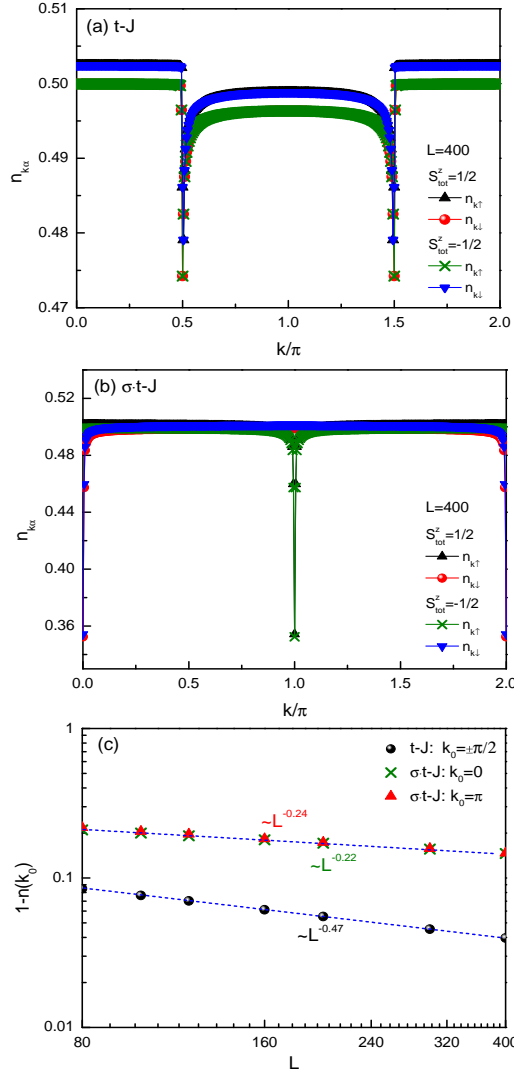 (a) t-J
0.50
0.49
0.48
0.47
n_kα
L=400
S^z_tot=1/2
n_k↑
n_k↓
S^z_tot=-1/2
n_k↑
n_k↓
0.0 0.5 1.0 1.5 2.0
k/π
(b) σ·t-J
0.52
0.48
0.44
0.40
0.36
n_kα
L=400
S^z_tot=1/2
n_k↑
n_k↓
S^z_tot=-1/2
n_k↑
n_k↓
0.0 0.5 1.0 1.5 2.0
k/π
(c)
t-J: k_0=±π/2
σ·t-J: k_0=0
σ·t-J: k_0=π
1
0.1
0.01
1-n(k_0)
~L^-0.24
~L^-0.22
~L^-0.47
80 160 240 320 400
L